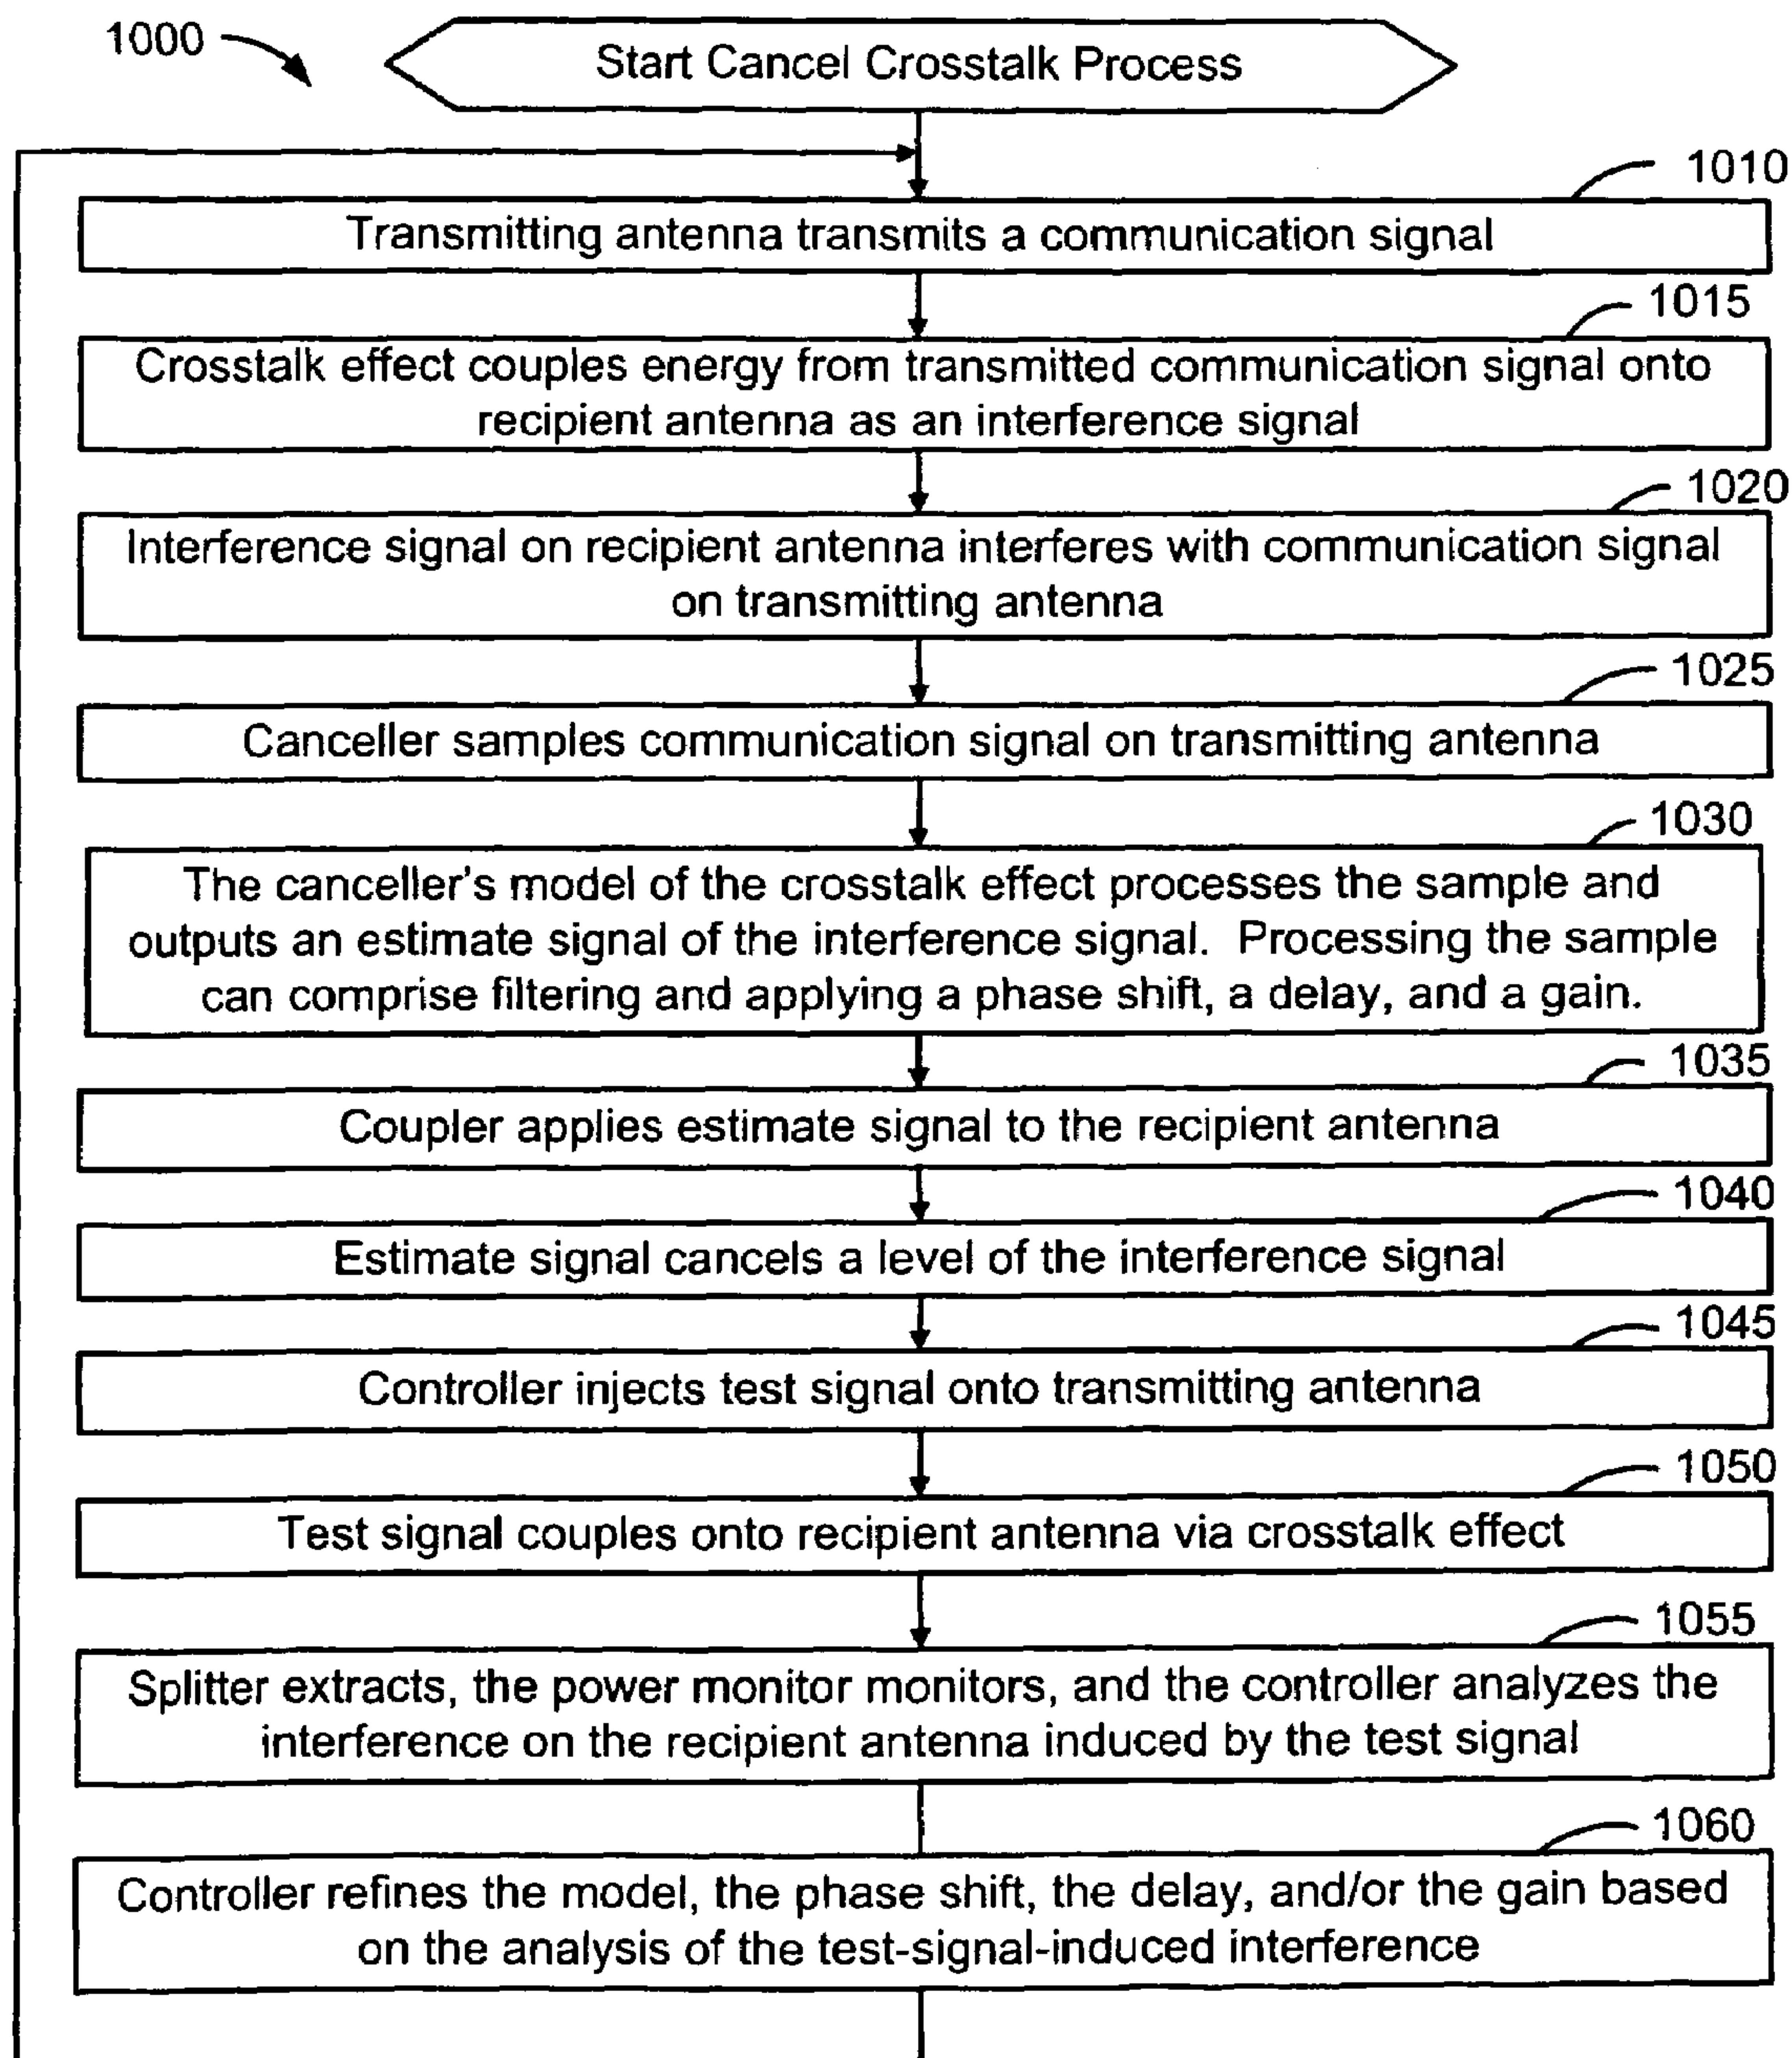 1000
Start Cancel Crosstalk Process
1010
Transmitting antenna transmits a communication signal
1015
Crosstalk effect couples energy from transmitted communication signal onto
recipient antenna as an interference signal
1020
Interference signal on recipient antenna interferes with communication signal
on transmitting antenna
1025
Canceller samples communication signal on transmitting antenna
1030
The canceller's model of the crosstalk effect processes the sample and
outputs an estimate signal of the interference signal. Processing the sample
can comprise filtering and applying a phase shift, a delay, and a gain.
1035
Coupler applies estimate signal to the recipient antenna
1040
Estimate signal cancels a level of the interference signal
1045
Controller injects test signal onto transmitting antenna
1050
Test signal couples onto recipient antenna via crosstalk effect
1055
Splitter extracts, the power monitor monitors, and the controller analyzes the
interference on the recipient antenna induced by the test signal
1060
Controller refines the model, the phase shift, the delay, and/or the gain based
on the analysis of the test-signal-induced interference